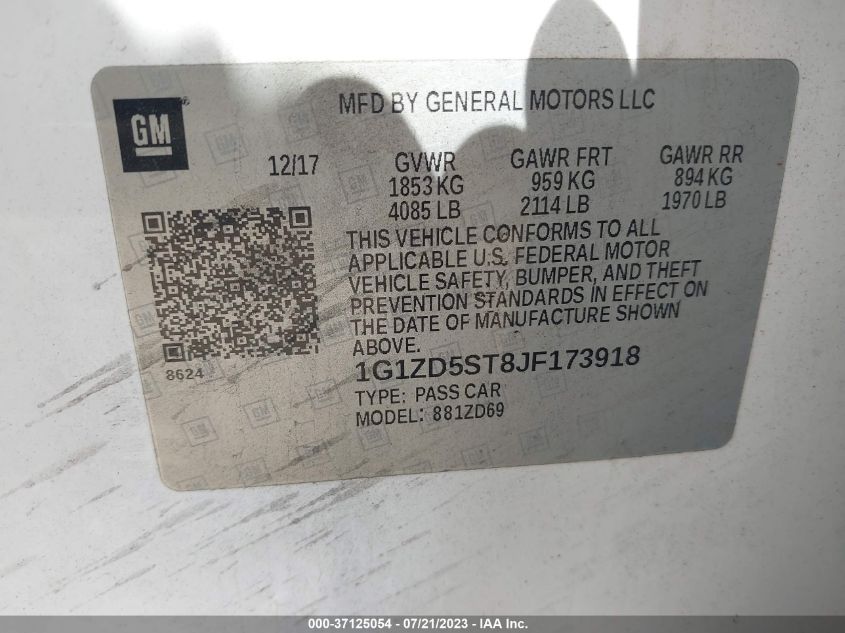 GM®
MFD BY GENERAL MOTORS LLC
12/17 GVWR GAWR FRT GAWR RR
1853 KG 959 KG 894 KG
4085 LB 2114 LB 1970 LB
THIS VEHICLE CONFORMS TO ALL
APPLICABLE U.S. FEDERAL MOTOR
VEHICLE SAFETY, BUMPER, AND THEFT
PREVENTION STANDARDS IN EFFECT ON
THE DATE OF MANUFACTURE SHOWN
ABOVE.
8624
1G1ZD5ST8JF173918
TYPE: PASS CAR
MODEL: 881ZD69
000-37125054 - 07/21/2023 - IAA Inc.